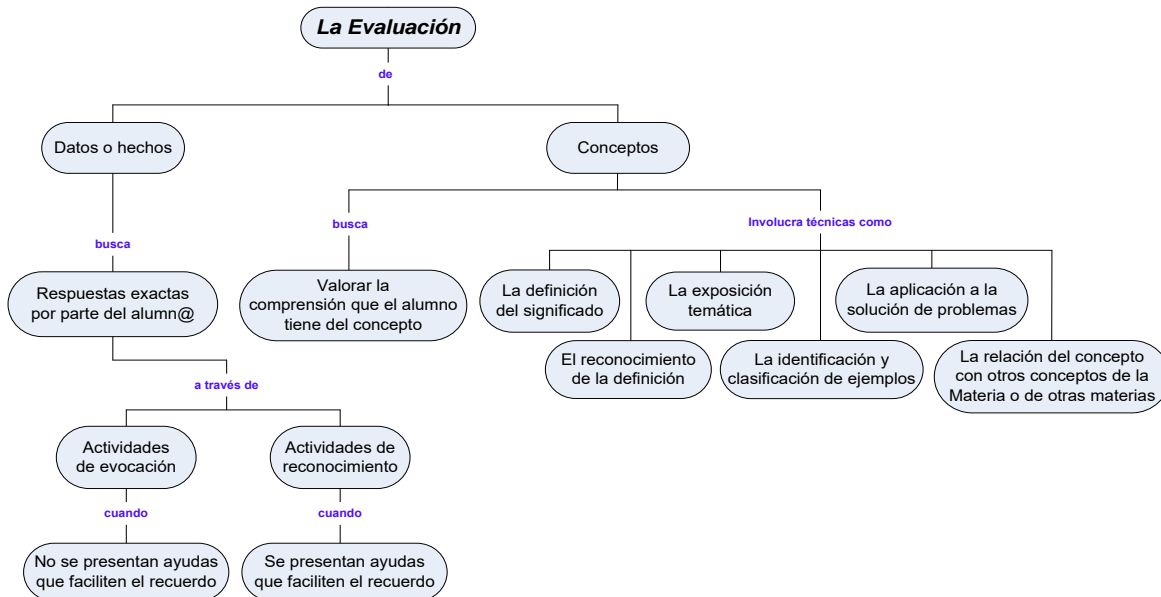 La Evaluación
de
Datos o hechos
Conceptos
busca
Respuestas exactas
por parte del alumn@
a través de
Actividades
de evocación
Actividades de
reconocimiento
cuando
cuando
No se presentan ayudas
que faciliten el recuerdo
Se presentan ayudas
que faciliten el recuerdo
busca
Valorar la
comprensión que el alumno
tiene del concepto
Involucra técnicas como
La definición
del significado
El reconocimiento
de la definición
La exposición
temática
La identificación y
clasificación de ejemplos
La aplicación a la
solución de problemas
La relación del concepto
con otros conceptos de la
Materia o de otras materias